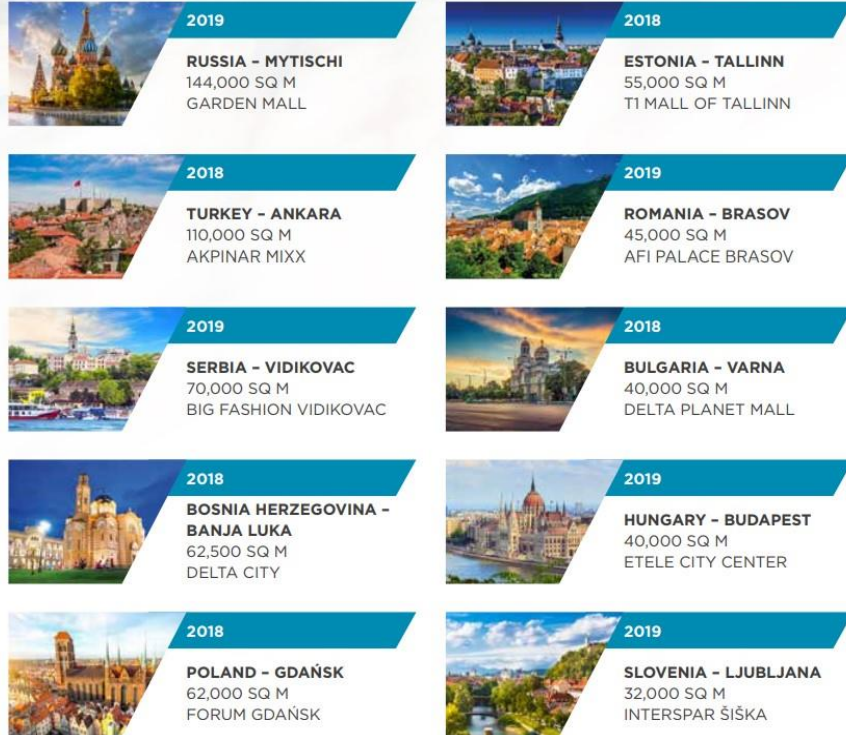 2019
RUSSIA – MYTISCHI
144,000 SQ M
GARDEN MALL
2018
TURKEY – ANKARA
110,000 SQ M
AKPINAR MIXX
2019
SERBIA – VIDIKOVAC
70,000 SQ M
BIG FASHION VIDIKOVAC
2018
BOSNIA HERZEGOVINA –
BANJA LUKA
62,500 SQ M
DELTA CITY
2018
POLAND – GDAŃSK
62,000 SQ M
FORUM GDAŃSK
2018
ESTONIA – TALLINN
55,000 SQ M
T1 MALL OF TALLINN
2019
ROMANIA – BRASOV
45,000 SQ M
AFI PALACE BRASOV
2018
BULGARIA – VARNA
40,000 SQ M
DELTA PLANET MALL
2019
HUNGARY – BUDAPEST
40,000 SQ M
ETELE CITY CENTER
2019
SLOVENIA – LJUBLJANA
32,000 SQ M
INTERSPAR ŠIŠKA